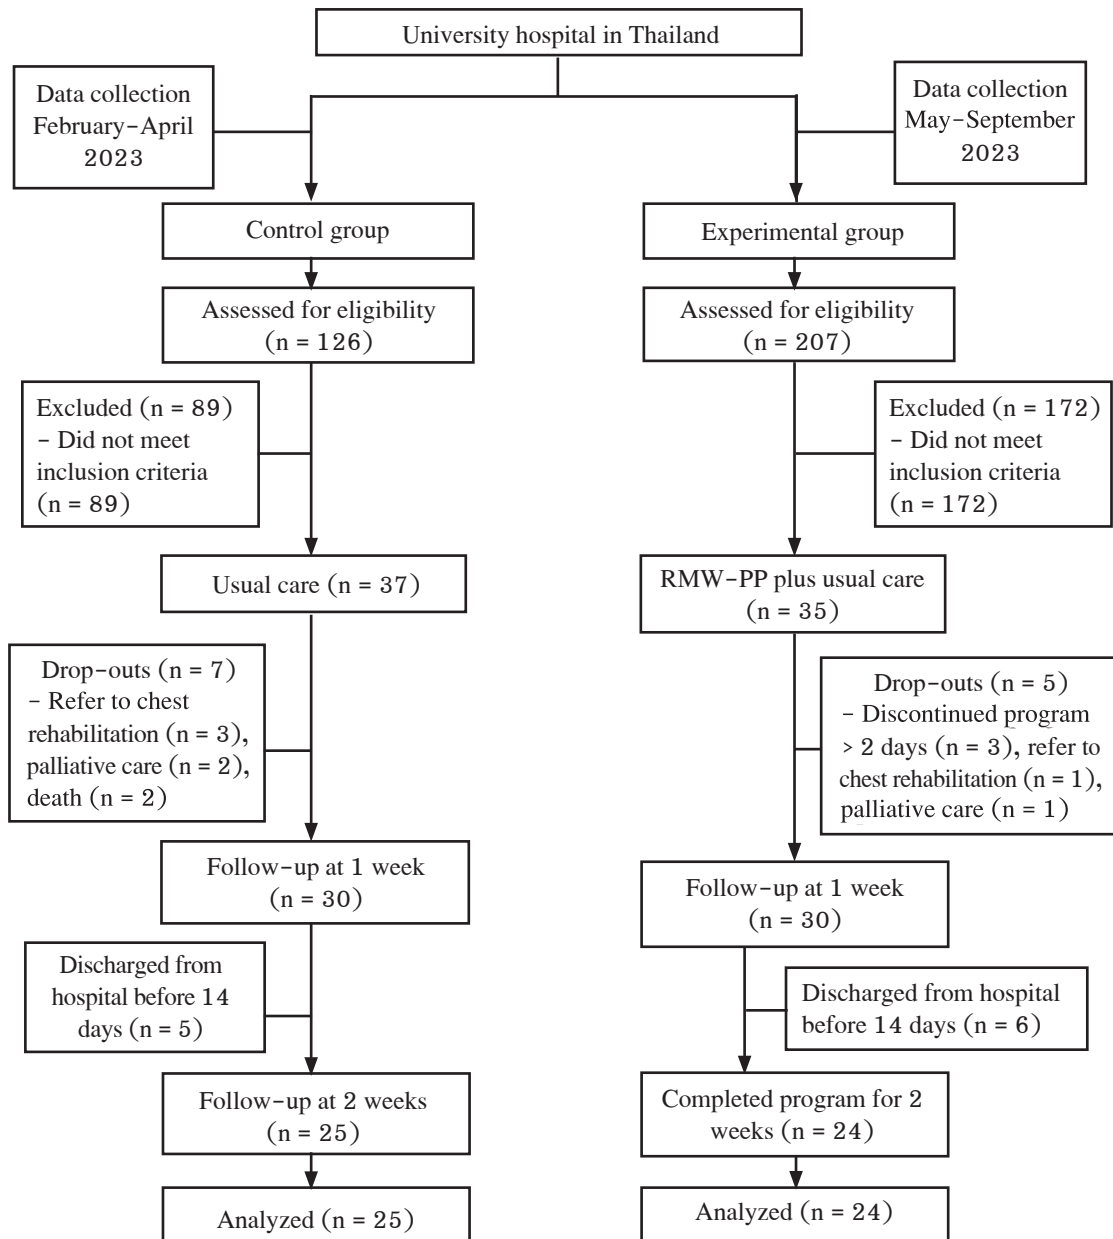 University hospital in Thailand
Data collection
February-April
2023
Data collection
May-September
2023
Control group
Experimental group
Assessed for eligibility
(n = 126)
Assessed for eligibility
(n = 207)
Excluded (n = 89)
- Did not meet
inclusion criteria
(n = 89)
Excluded (n = 172)
- Did not meet
inclusion criteria
(n = 172)
Usual care (n = 37)
RMW-PP plus usual care
(n = 35)
Drop-outs (n = 7)
- Refer to chest
rehabilitation (n = 3),
palliative care (n = 2),
death (n = 2)
Drop-outs (n = 5)
- Discontinued program
> 2 days (n = 3), refer to
chest rehabilitation (n = 1),
palliative care (n = 1)
Follow-up at 1 week
(n = 30)
Follow-up at 1 week
(n = 30)
Discharged from
hospital before 14
days (n = 5)
Discharged from hospital
before 14 days (n = 6)
Follow-up at 2 weeks
(n = 25)
Completed program for 2
weeks (n = 24)
Analyzed (n = 25)
Analyzed (n = 24)